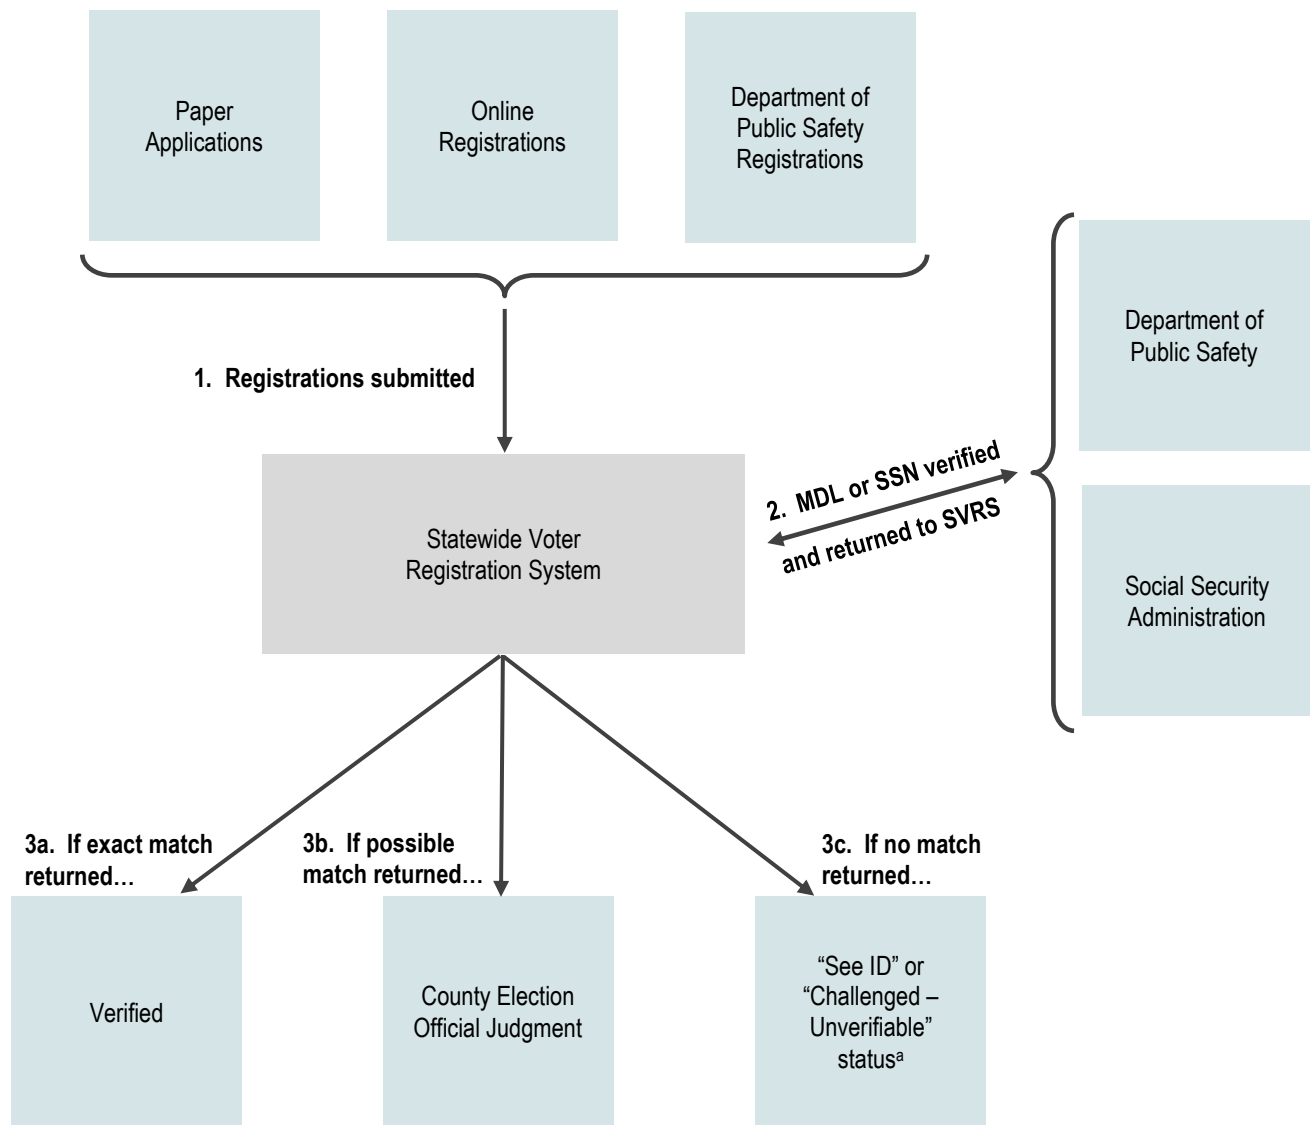 Paper
Applications
Online
Registrations
Department of
Public Safety
Registrations
1. Registrations submitted
Department of
Public Safety
2. MDL or SSN verified
and returned to SVRS
Statewide Voter
Registration System
Social Security
Administration
3a. If exact match
returned…
3b. If possible
match returned…
3c. If no match
returned…
Verified
County Election
Official Judgment
“See ID” or
“Challenged –
Unverifiable”
statusᵃ